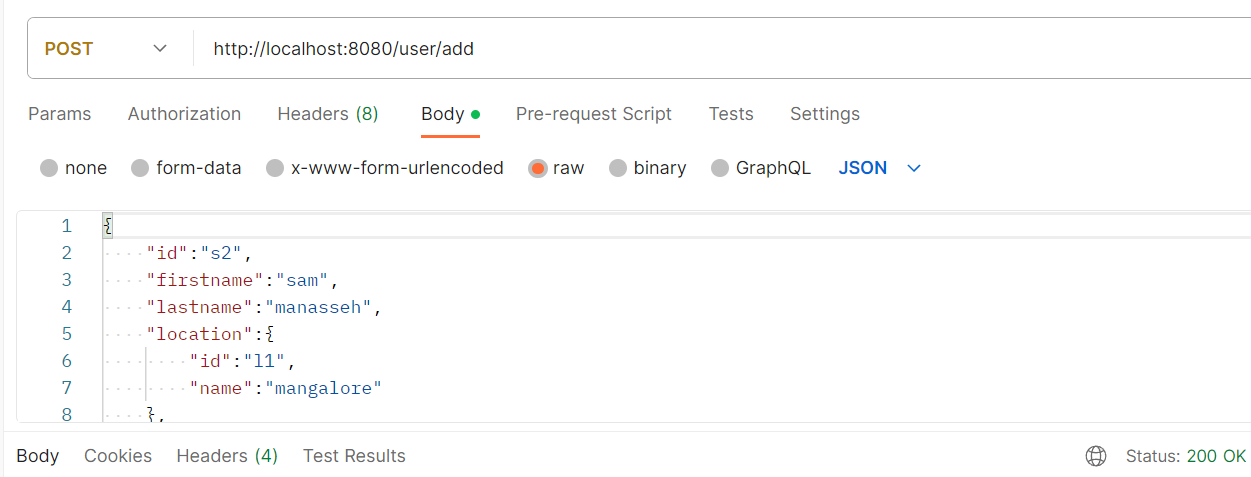 POST http://localhost:8080/user/add
Params Authorization Headers (8) Body Pre-request Script Tests Settings
none form-data x-www-form-urlencoded raw binary GraphQL JSON
1 {
2 "id":"s2",
3 "firstname":"sam",
4 "lastname":"manasseh",
5 "location":{
6 "id":"l1",
7 "name":"mangalore"
8 },
Body Cookies Headers (4) Test Results Status: 200 OK